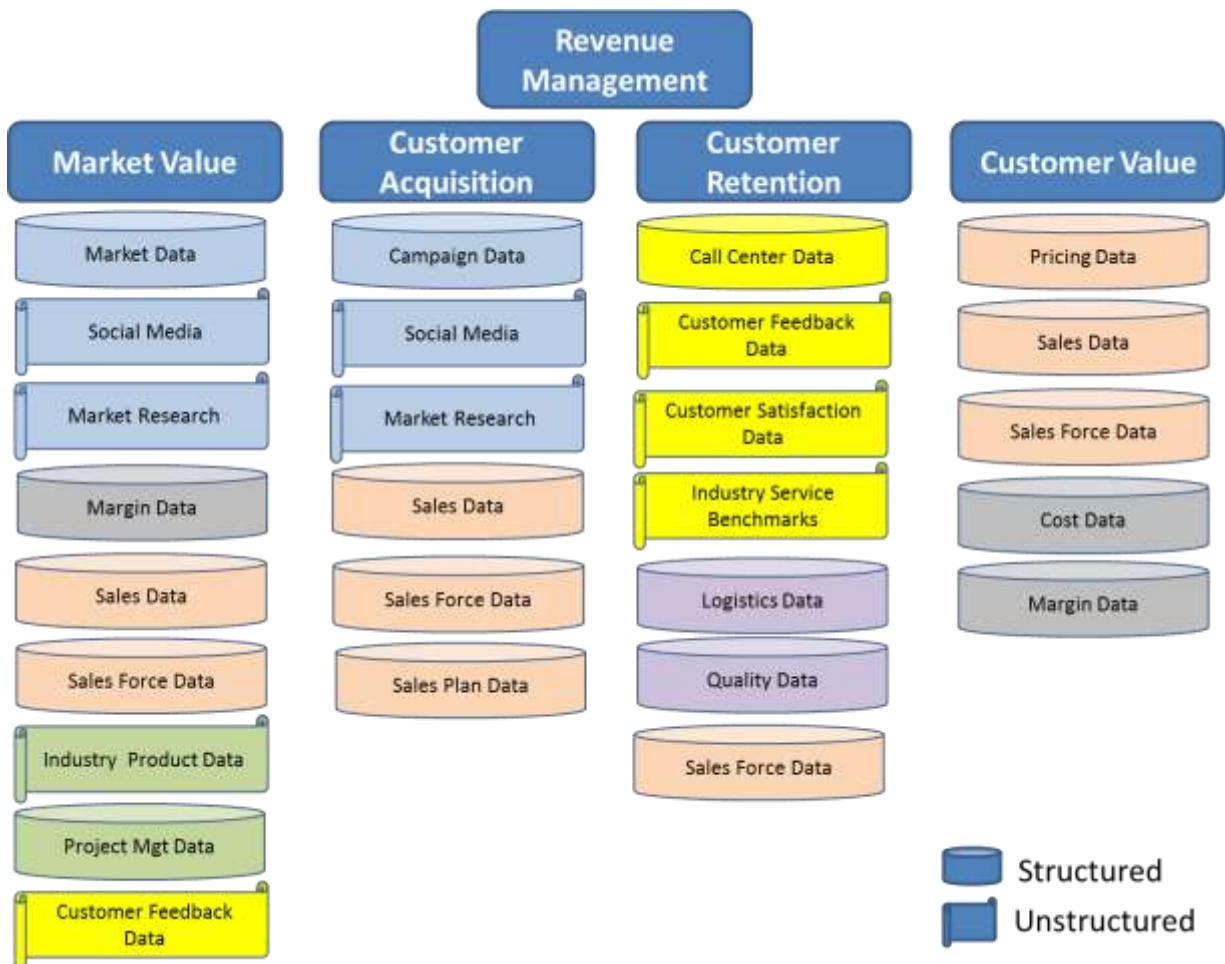 Revenue
Management
Market Value
Market Data
Social Media
Market Research
Margin Data
Sales Data
Sales Force Data
Industry Product Data
Project Mgt Data
Customer Feedback
Data
Customer
Acquisition
Campaign Data
Social Media
Market Research
Sales Data
Sales Force Data
Sales Plan Data
Customer
Retention
Call Center Data
Customer Feedback
Data
Customer Satisfaction
Data
Industry Service
Benchmarks
Logistics Data
Quality Data
Sales Force Data
Customer Value
Pricing Data
Sales Data
Sales Force Data
Cost Data
Margin Data
Structured
Unstructured